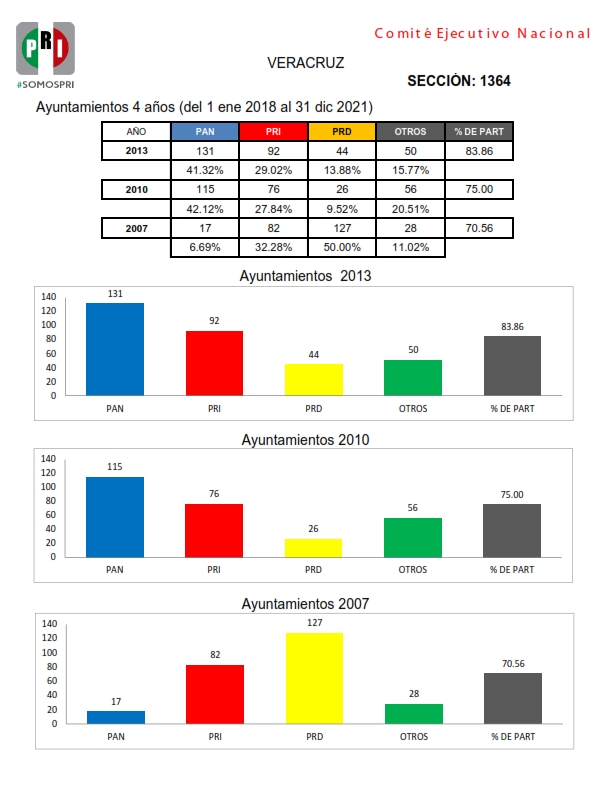 Comité Ejecutivo Nacional
PRI
#SOMOSPRI
VERACRUZ
SECCIÓN: 1364
Ayuntamientos 4 años (del 1 ene 2018 al 31 dic 2021)
AÑO PAN PRI PRD OTROS % DE PART
2013 131 92 44 50 83.86
41.32% 29.02% 13.88% 15.77%
2010 115 76 26 56 75.00
42.12% 27.84% 9.52% 20.51%
2007 17 82 127 28 70.56
6.69% 32.28% 50.00% 11.02%
Ayuntamientos 2013
140
120
100
80
60
40
20
0
131 92 44 50 83.86
PAN PRI PRD OTROS % DE PART
Ayuntamientos 2010
140
120
100
80
60
40
20
0
115 76 26 56 75.00
PAN PRI PRD OTROS % DE PART
Ayuntamientos 2007
140
120
100
80
60
40
20
0
17 82 127 28 70.56
PAN PRI PRD OTROS % DE PART